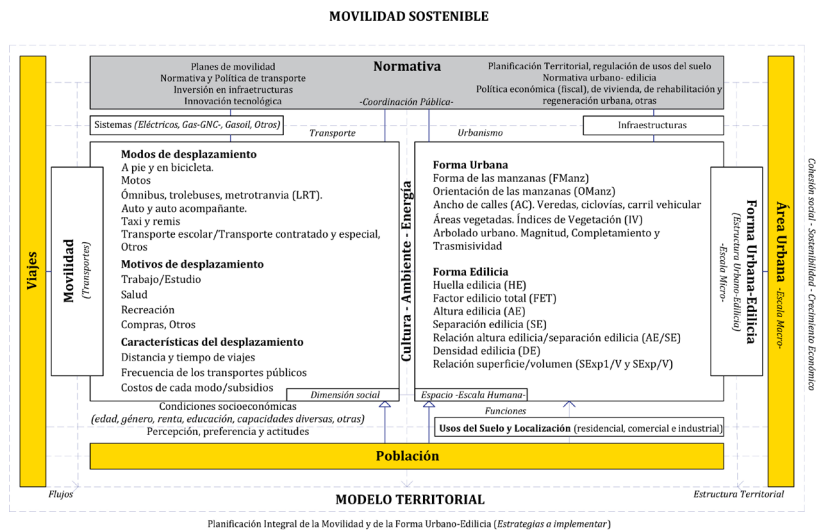 MOVILIDAD SOSTENIBLE
Planes de movilidad
Normativa y Política de transporte
Inversión en infraestructuras
Innovación tecnológica
Normativa
-Coordinación Pública-
Planificación Territorial, regulación de usos del suelo
Normativa urbano- edilicia
Política económica (fiscal), de vivienda, de rehabilitación y
regeneración urbana, otras
Sistemas (Eléctricos, Gas-GNC-, Gasoil, Otros)
Transporte
Urbanismo
Infraestructuras
Viajes
Movilidad
(Transportes)
Modos de desplazamiento
A pie y en bicicleta.
Motos
Ómnibus, trolebuses, metrotranvia (LRT).
Auto y auto acompañante.
Taxi y remis
Transporte escolar/Transporte contratado y especial,
Otros
Motivos de desplazamiento
Trabajo/Estudio
Salud
Recreación
Compras, Otros
Características del desplazamiento
Distancia y tiempo de viajes
Frecuencia de los transportes públicos
Costos de cada modo/subsidios
Dimensión social
Cultura - Ambiente - Energía
Forma Urbana
Forma de las manzanas (FManz)
Orientación de las manzanas (OManz)
Ancho de calles (AC). Veredas, ciclovías, carril vehicular
Áreas vegetadas. Índices de Vegetación (IV)
Arbolado urbano. Magnitud, Completamiento y
Trasmisividad
Forma Edilicia
Huella edilicia (HE)
Factor edilicio total (FET)
Altura edilicia (AE)
Separación edilicia (SE)
Relación altura edilicia/separación edilicia (AE/SE)
Densidad edilicia (DE)
Relación superficie/volumen (SExp1/V y SExp/V)
Espacio -Escala Humana-
Forma Urbana-Edilicia
(Estructura Urbano-Edilicia)
-Escala Micro-
Área Urbana
-Escala Macro-
Cohesión social - Sostenibilidad - Crecimiento Económico
Condiciones socioeconómicas
(edad, género, renta, educación, capacidades diversas, otras)
Percepción, preferencia y actitudes
Funciones
Usos del Suelo y Localización (residencial, comercial e industrial)
Población
Flujos
MODELO TERRITORIAL
Estructura Territorial
Planificación Integral de la Movilidad y de la Forma Urbano-Edilicia (Estrategias a implementar)